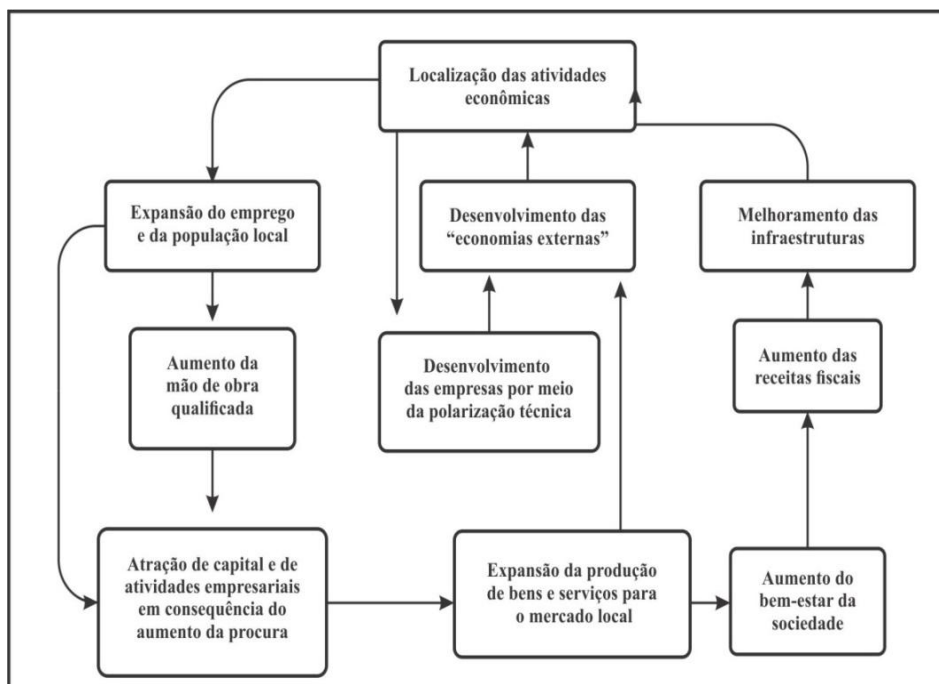 Localização das atividades
econômicas
Expansão do emprego
e da população local
Desenvolvimento das
“economias externas”
Melhoramento das
infraestruturas
Aumento da
mão de obra
qualificada
Desenvolvimento
das empresas por meio
da polarização técnica
Aumento das
receitas fiscais
Atração de capital e de
atividades empresariais
em consequência do
aumento da procura
Expansão da produção
de bens e serviços para
o mercado local
Aumento do
bem-estar da
sociedade